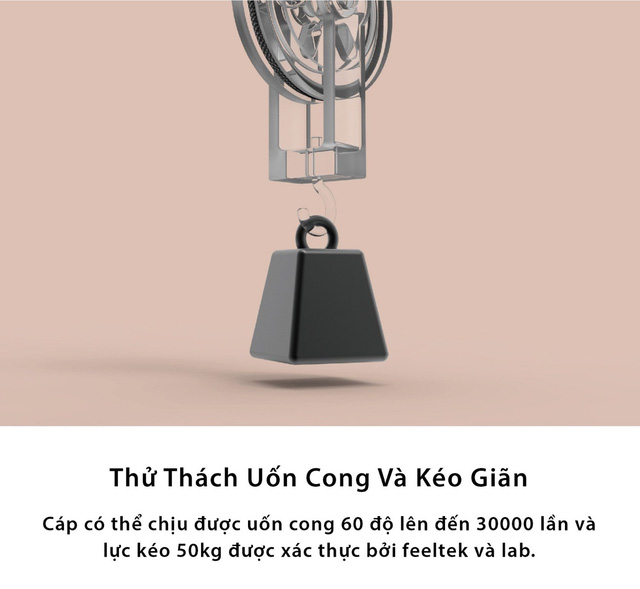 Thử Thách Uốn Cong Và Kéo Giãn
Cáp có thể chịu được uốn cong 60 độ lên đến 30000 lần và
lực kéo 50kg được xác thực bởi feeltek và lab.